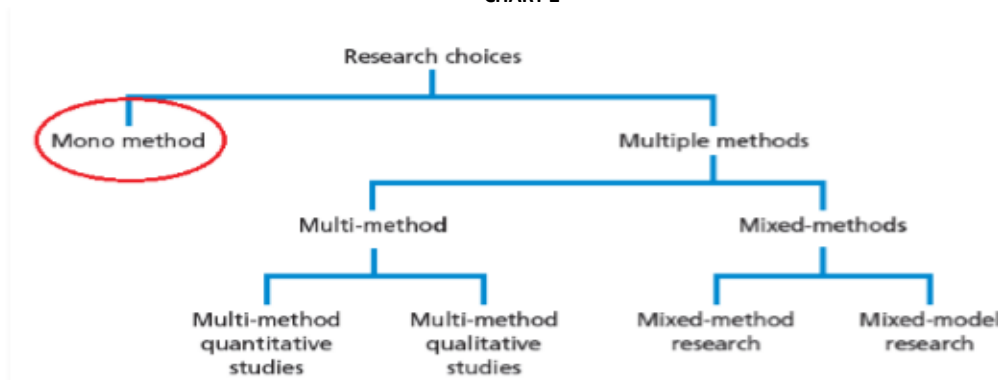 Research choices
Mono method
Multiple methods
Multi-method
Mixed-methods
Multi-method
quantitative
studies
Multi-method
qualitative
studies
Mixed-method
research
Mixed-model
research